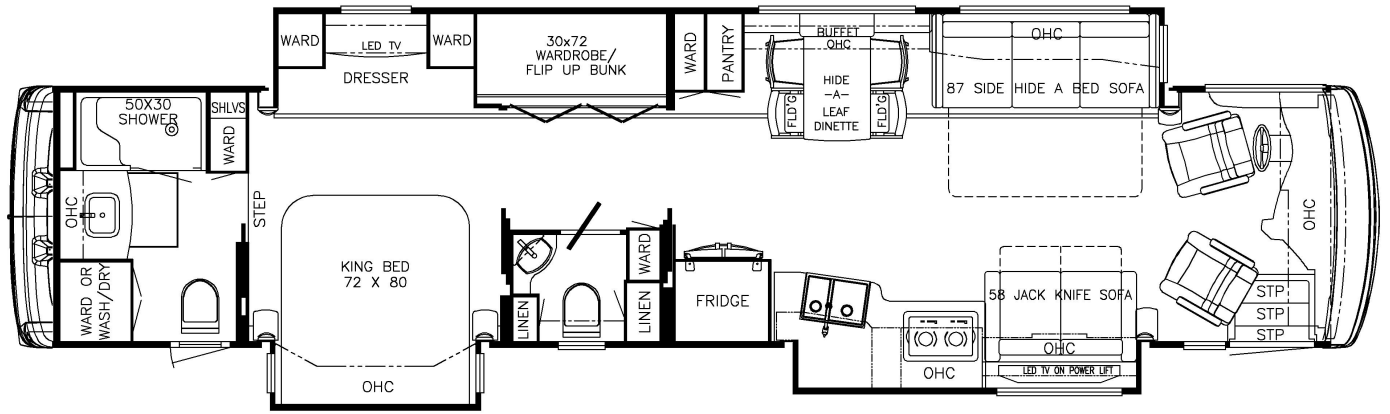 WARD
LED TV
WARD
DRESSER
30x72
WARDROBE/
FLIP UP BUNK
WARD
PANTRY
BUFFET
OHC
HIDE
-A-
LEAF
DINETTE
FLD'G
FLD'G
OHC
87 SIDE HIDE A BED SOFA
50X30
SHOWER
SHLVS
WARD
OHC
STEP
WARD OR
WASH/DRY
KING BED
72 X 80
OHC
LINEN
WARD
LINEN
FRIDGE
OHC
58 JACK KNIFE SOFA
OHC
LED TV ON POWER LIFT
OHC
STP
STP
STP